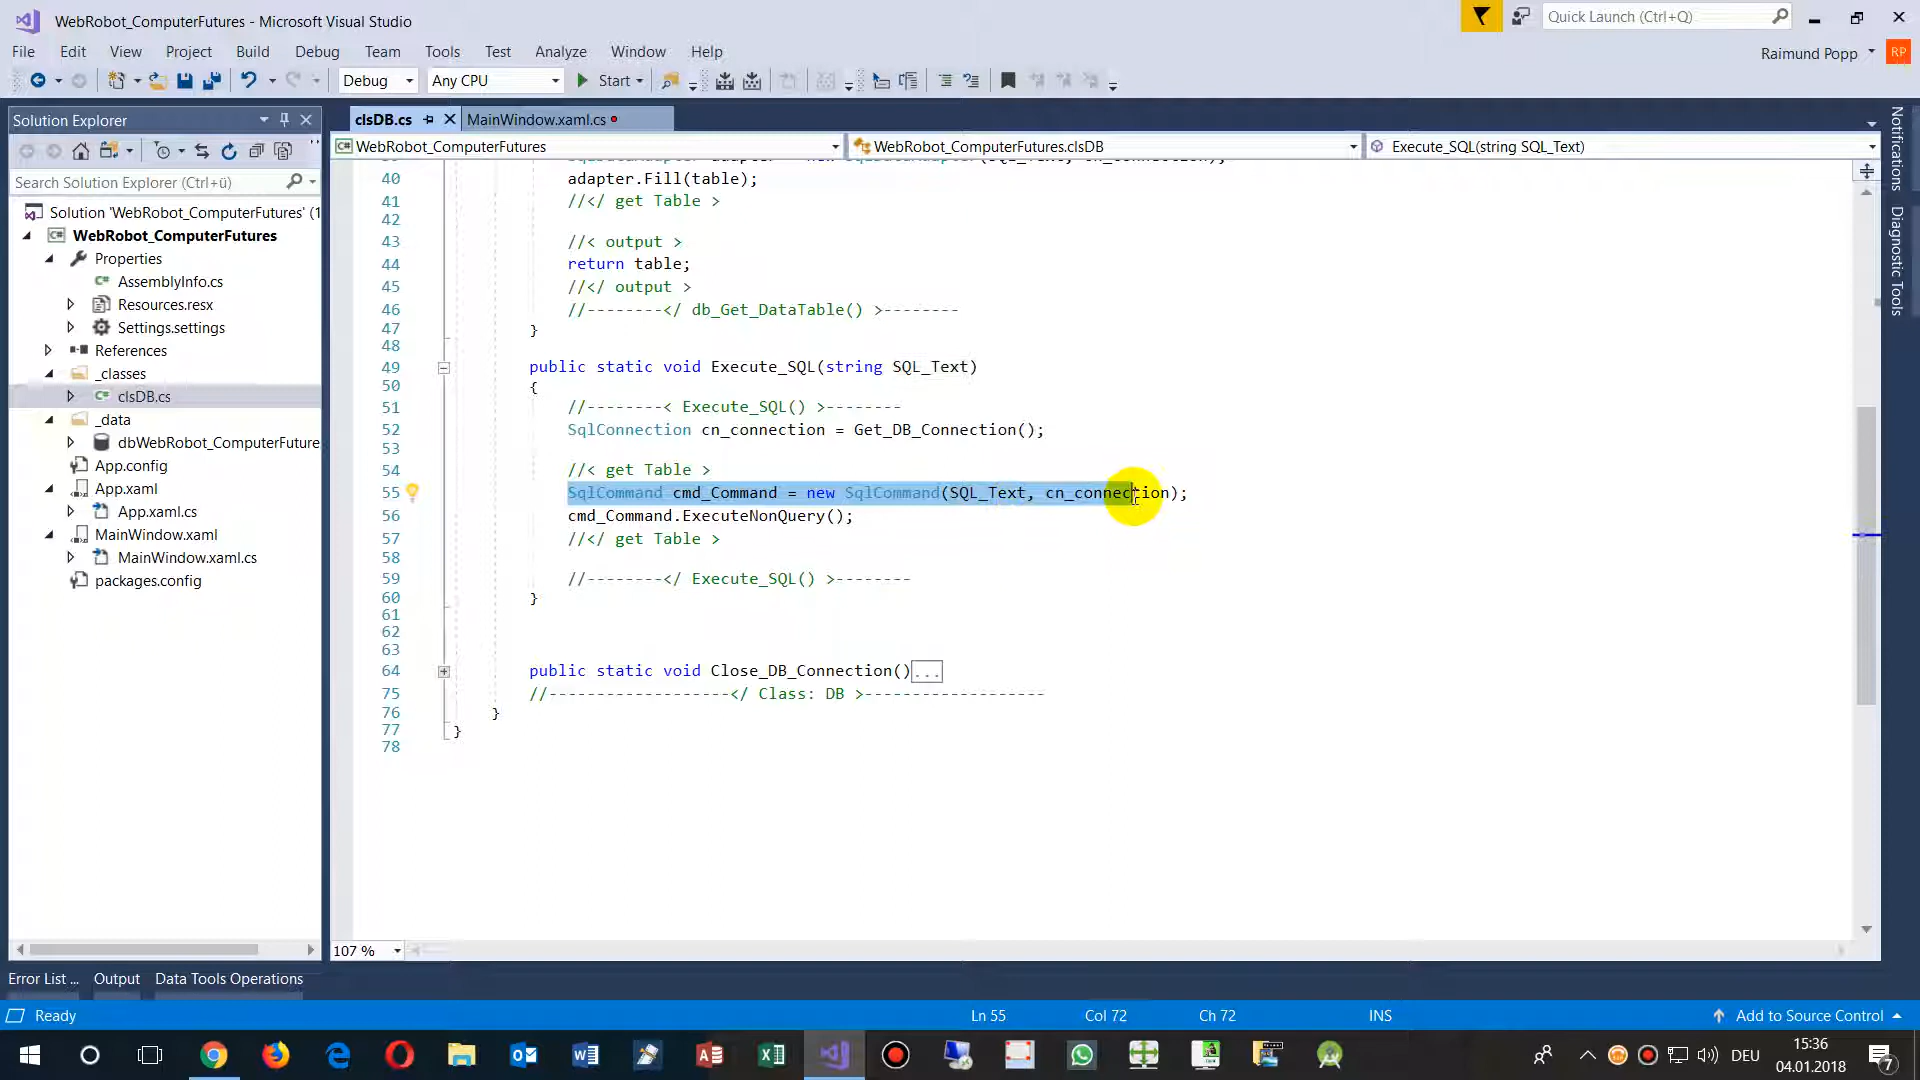 WebRobot_ComputerFutures - Microsoft Visual Studio
Quick Launch (Ctrl+Q)
File Edit View Project Build Debug Team Tools Test Analyze Window Help
Raimund Popp RP
Debug Any CPU Start
Solution Explorer
clsDB.cs MainWindow.xaml.cs
WebRobot_ComputerFutures WebRobot_ComputerFutures.clsDB Execute_SQL(string SQL_Text)
Search Solution Explorer (Ctrl+ü)
Solution 'WebRobot_ComputerFutures' (1
WebRobot_ComputerFutures
Properties
AssemblyInfo.cs
Resources.resx
Settings.settings
References
_classes
clsDB.cs
_data
dbWebRobot_ComputerFuture
App.config
App.xaml
App.xaml.cs
MainWindow.xaml
MainWindow.xaml.cs
packages.config
40 adapter.Fill(table);
41 //</ get Table >
42
43 //< output >
44 return table;
45 //</ output >
46 //--------</ db_Get_DataTable() >--------
47 }
48
49 public static void Execute_SQL(string SQL_Text)
50 {
51 //--------< Execute_SQL() >--------
52 SqlConnection cn_connection = Get_DB_Connection();
53
54 //< get Table >
55 SqlCommand cmd_Command = new SqlCommand(SQL_Text, cn_connection);
56 cmd_Command.ExecuteNonQuery();
57 //</ get Table >
58
59 //--------</ Execute_SQL() >--------
60 }
61
62
63
64 public static void Close_DB_Connection()...
75 //-------------------</ Class: DB >-------------------
76 }
77 }
78
107 %
Notifications
Diagnostic Tools
Error List ... Output Data Tools Operations
Ready Ln 55 Col 72 Ch 72 INS Add to Source Control
DEU
15:36
04.01.2018
7